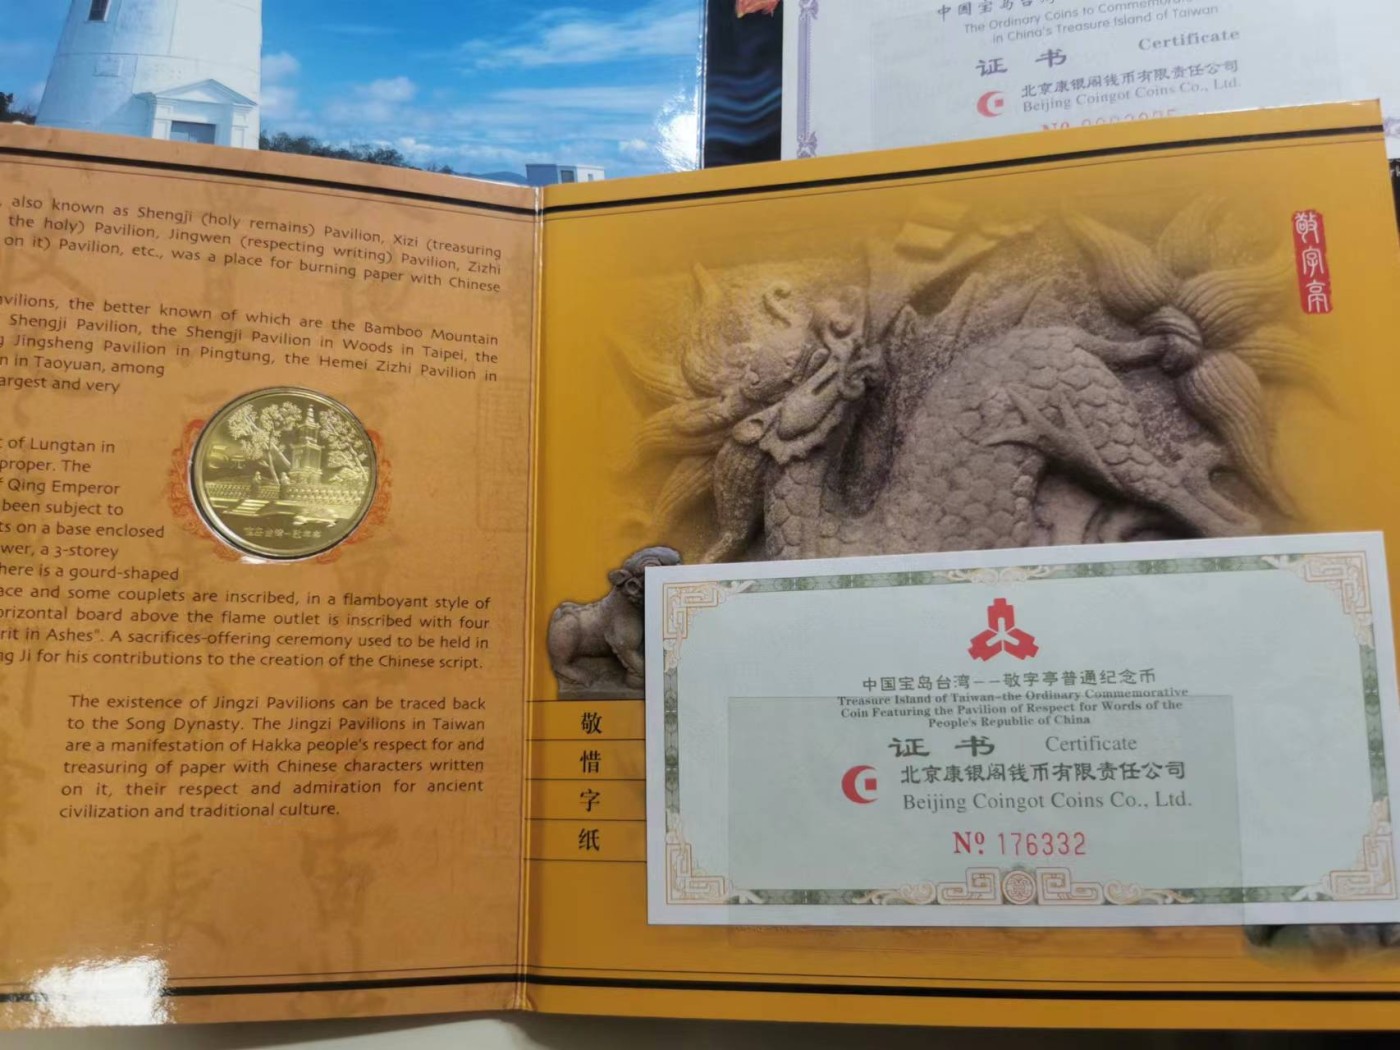 中国宝岛台湾
The Ordinary Coins to Commemorate
in China's Treasure Island of Taiwan
证 书 Certificate
北京康银阁钱币有限责任公司
Beijing Coingot Coins Co., Ltd.
Nº
also known as Shengji (holy remains) Pavilion, Xizi (treasuring
the holy) Pavilion, Jingwen (respecting writing) Pavilion, Zizhi
on it) Pavilion, etc., was a place for burning paper with Chinese
avilions, the better known of which are the Bamboo Mountain
Shengji Pavilion, the Shengji Pavilion in Woods in Taipei, the
g Jingsheng Pavilion in Pingtung, the Hemei Zizhi Pavilion in
n in Taoyuan, among
argest and very
t of Lungtan in
proper. The
f Qing Emperor
been subject to
ts on a base enclosed
wer, a 3-storey
here is a gourd-shaped
ace and some couplets are inscribed, in a flamboyant style of
orizontal board above the flame outlet is inscribed with four
rit in Ashes". A sacrifices-offering ceremony used to be held in
ng Ji for his contributions to the creation of the Chinese script.
The existence of Jingzi Pavilions can be traced back
to the Song Dynasty. The Jingzi Pavilions in Taiwan
are a manifestation of Hakka people's respect for and
treasuring of paper with Chinese characters written
on it, their respect and admiration for ancient
civilization and traditional culture.
敬字亭
敬
惜
字
纸
中国宝岛台湾——敬字亭普通纪念币
Treasure Island of Taiwan-the Ordinary Commemorative
Coin Featuring the Pavilion of Respect for Words of the
People's Republic of China
证 书 Certificate
北京康银阁钱币有限责任公司
Beijing Coingot Coins Co., Ltd.
Nº 176332